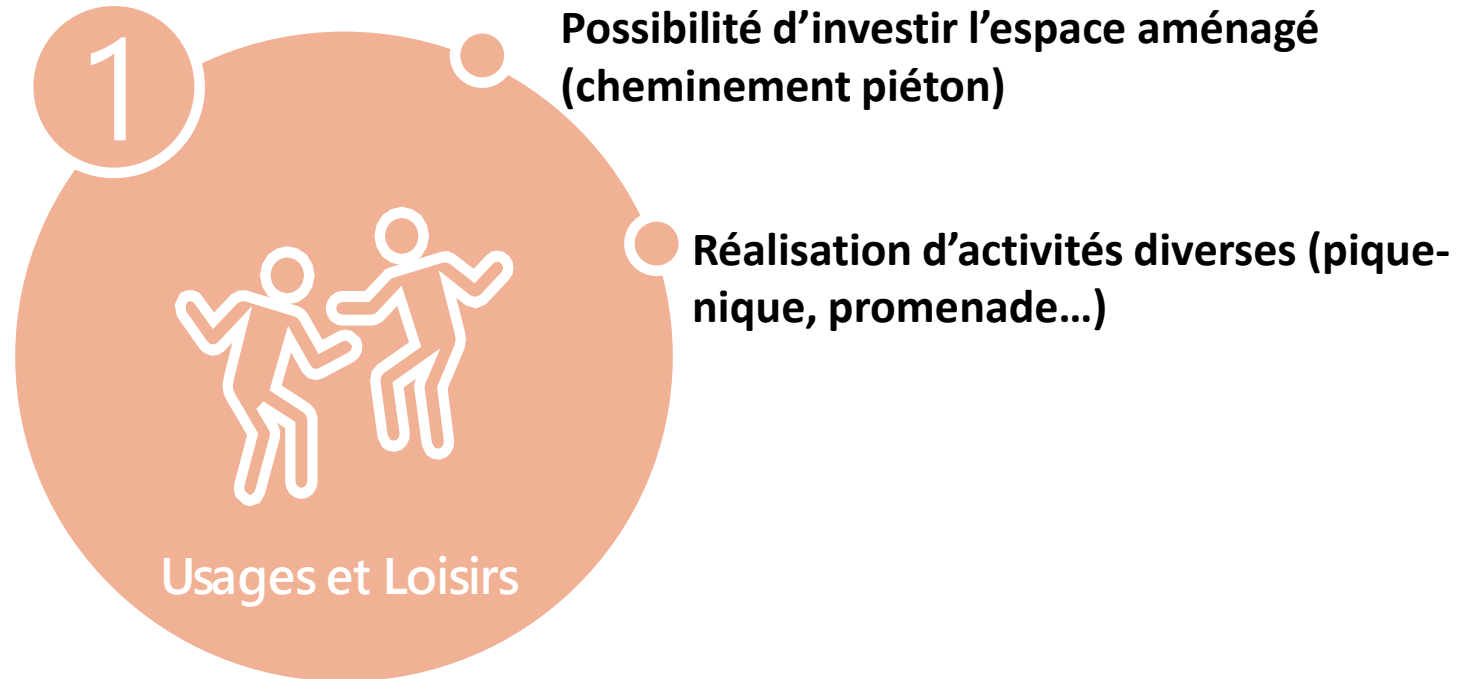 1
Possibilité d’investir l’espace aménagé
(cheminement piéton)
Réalisation d’activités diverses (pique-
nique, promenade…)
Usages et Loisirs